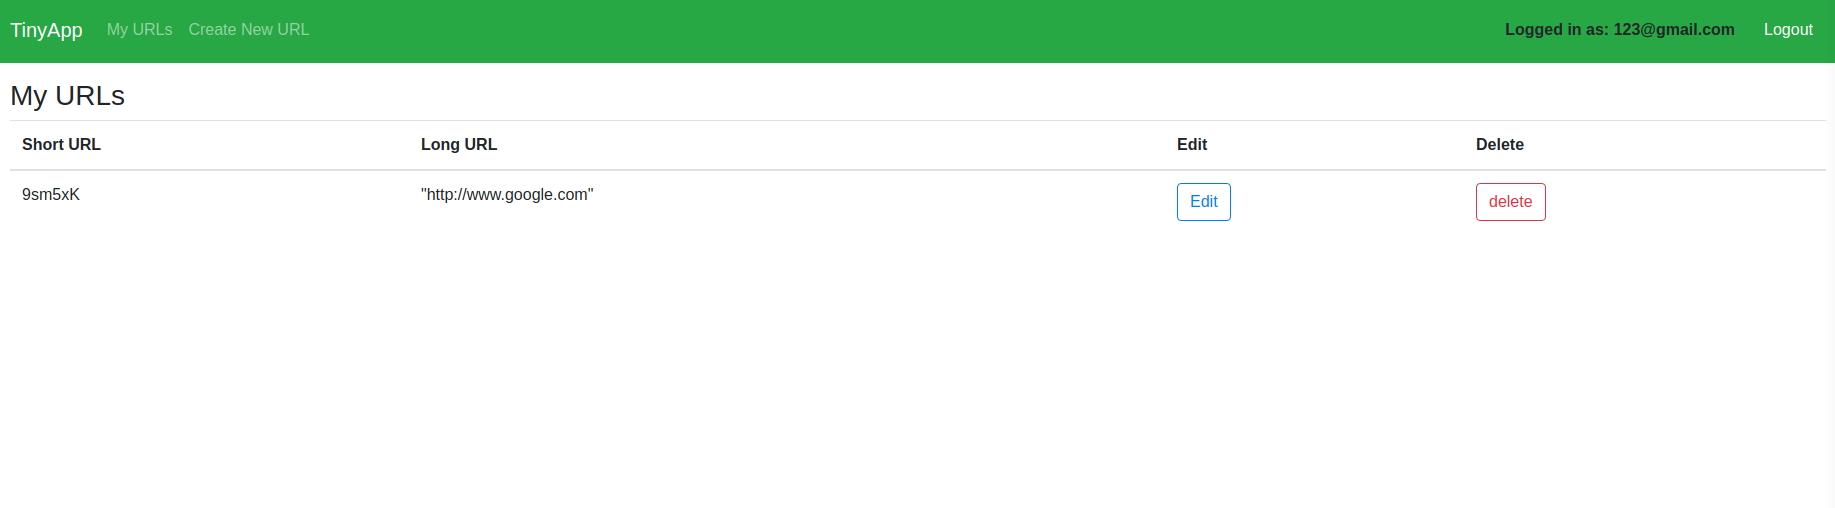 TinyApp My URLs Create New URL Logged in as: 123@gmail.com Logout
My URLs
Short URL Long URL Edit Delete
9sm5xK "http://www.google.com" Edit delete